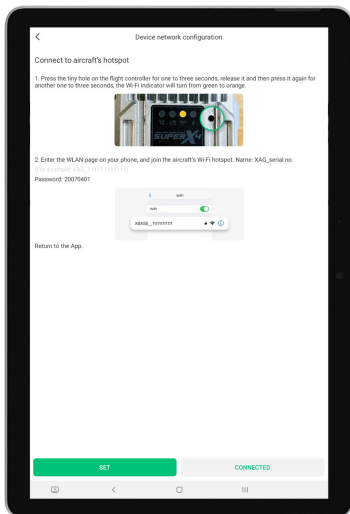 Device network configuration
Connect to aircraft's hotspot
1. Press the tiny hole on the flight controller for one to three seconds, release it and then press it again for
another one to three seconds, the Wi-Fi indicator will turn from green to orange.
SUPERX4
2. Enter the WLAN page on your phone, and join the aircraft's Wi-Fi hotspot. Name: XAG_serial no.
Password: 20070401
WiFi
WiFi
Return to the App.
SET
CONNECTED